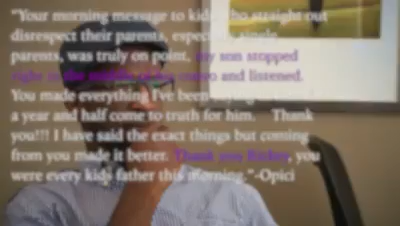 "Your morning message to kids who straight out
disrespect their parents, especially single
parents, was truly on point, my son stopped
right in the middle of his and listened.
You made everything I've been
a year and half come to truth for him. Thank
you!!! I have said the exact things but coming
from you made it better. Thank you Richie, you
were every kids father this morning."-Opici